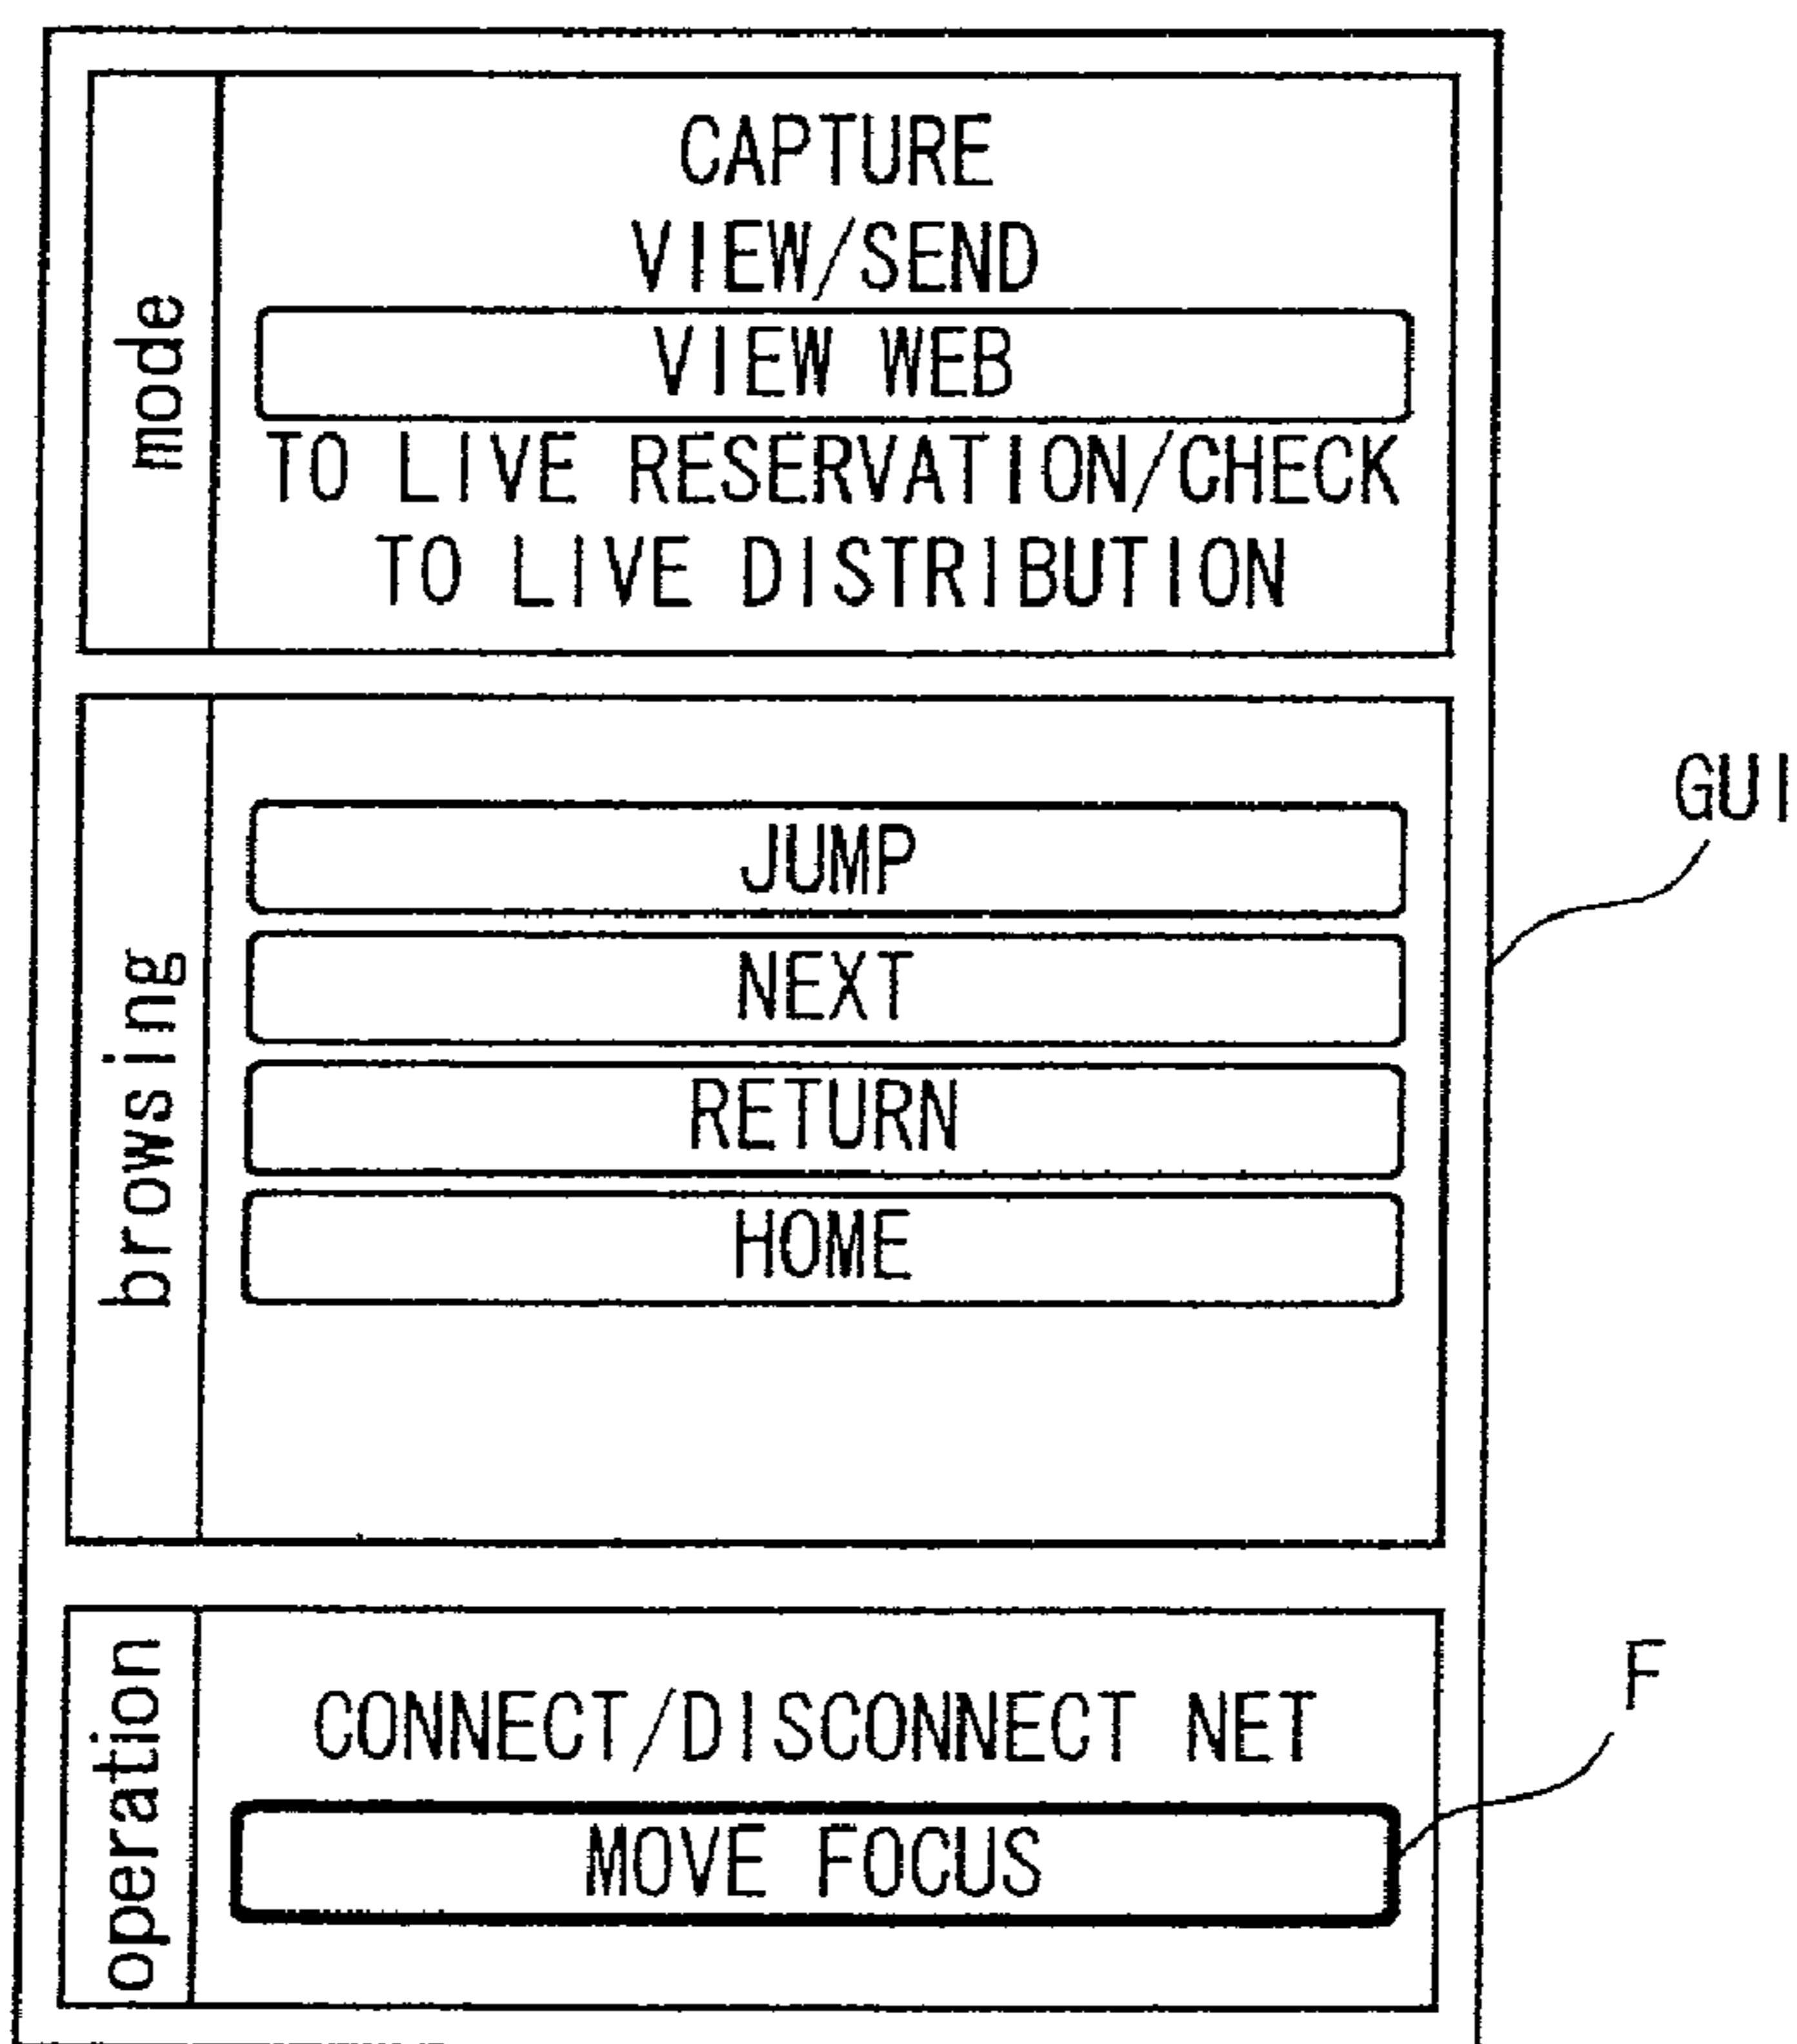 mode
CAPTURE
VIEW/SEND
VIEW WEB
TO LIVE RESERVATION/CHECK
TO LIVE DISTRIBUTION
GUI
browsing
JUMP
NEXT
RETURN
HOME
operation
CONNECT/DISCONNECT NET
MOVE FOCUS
F